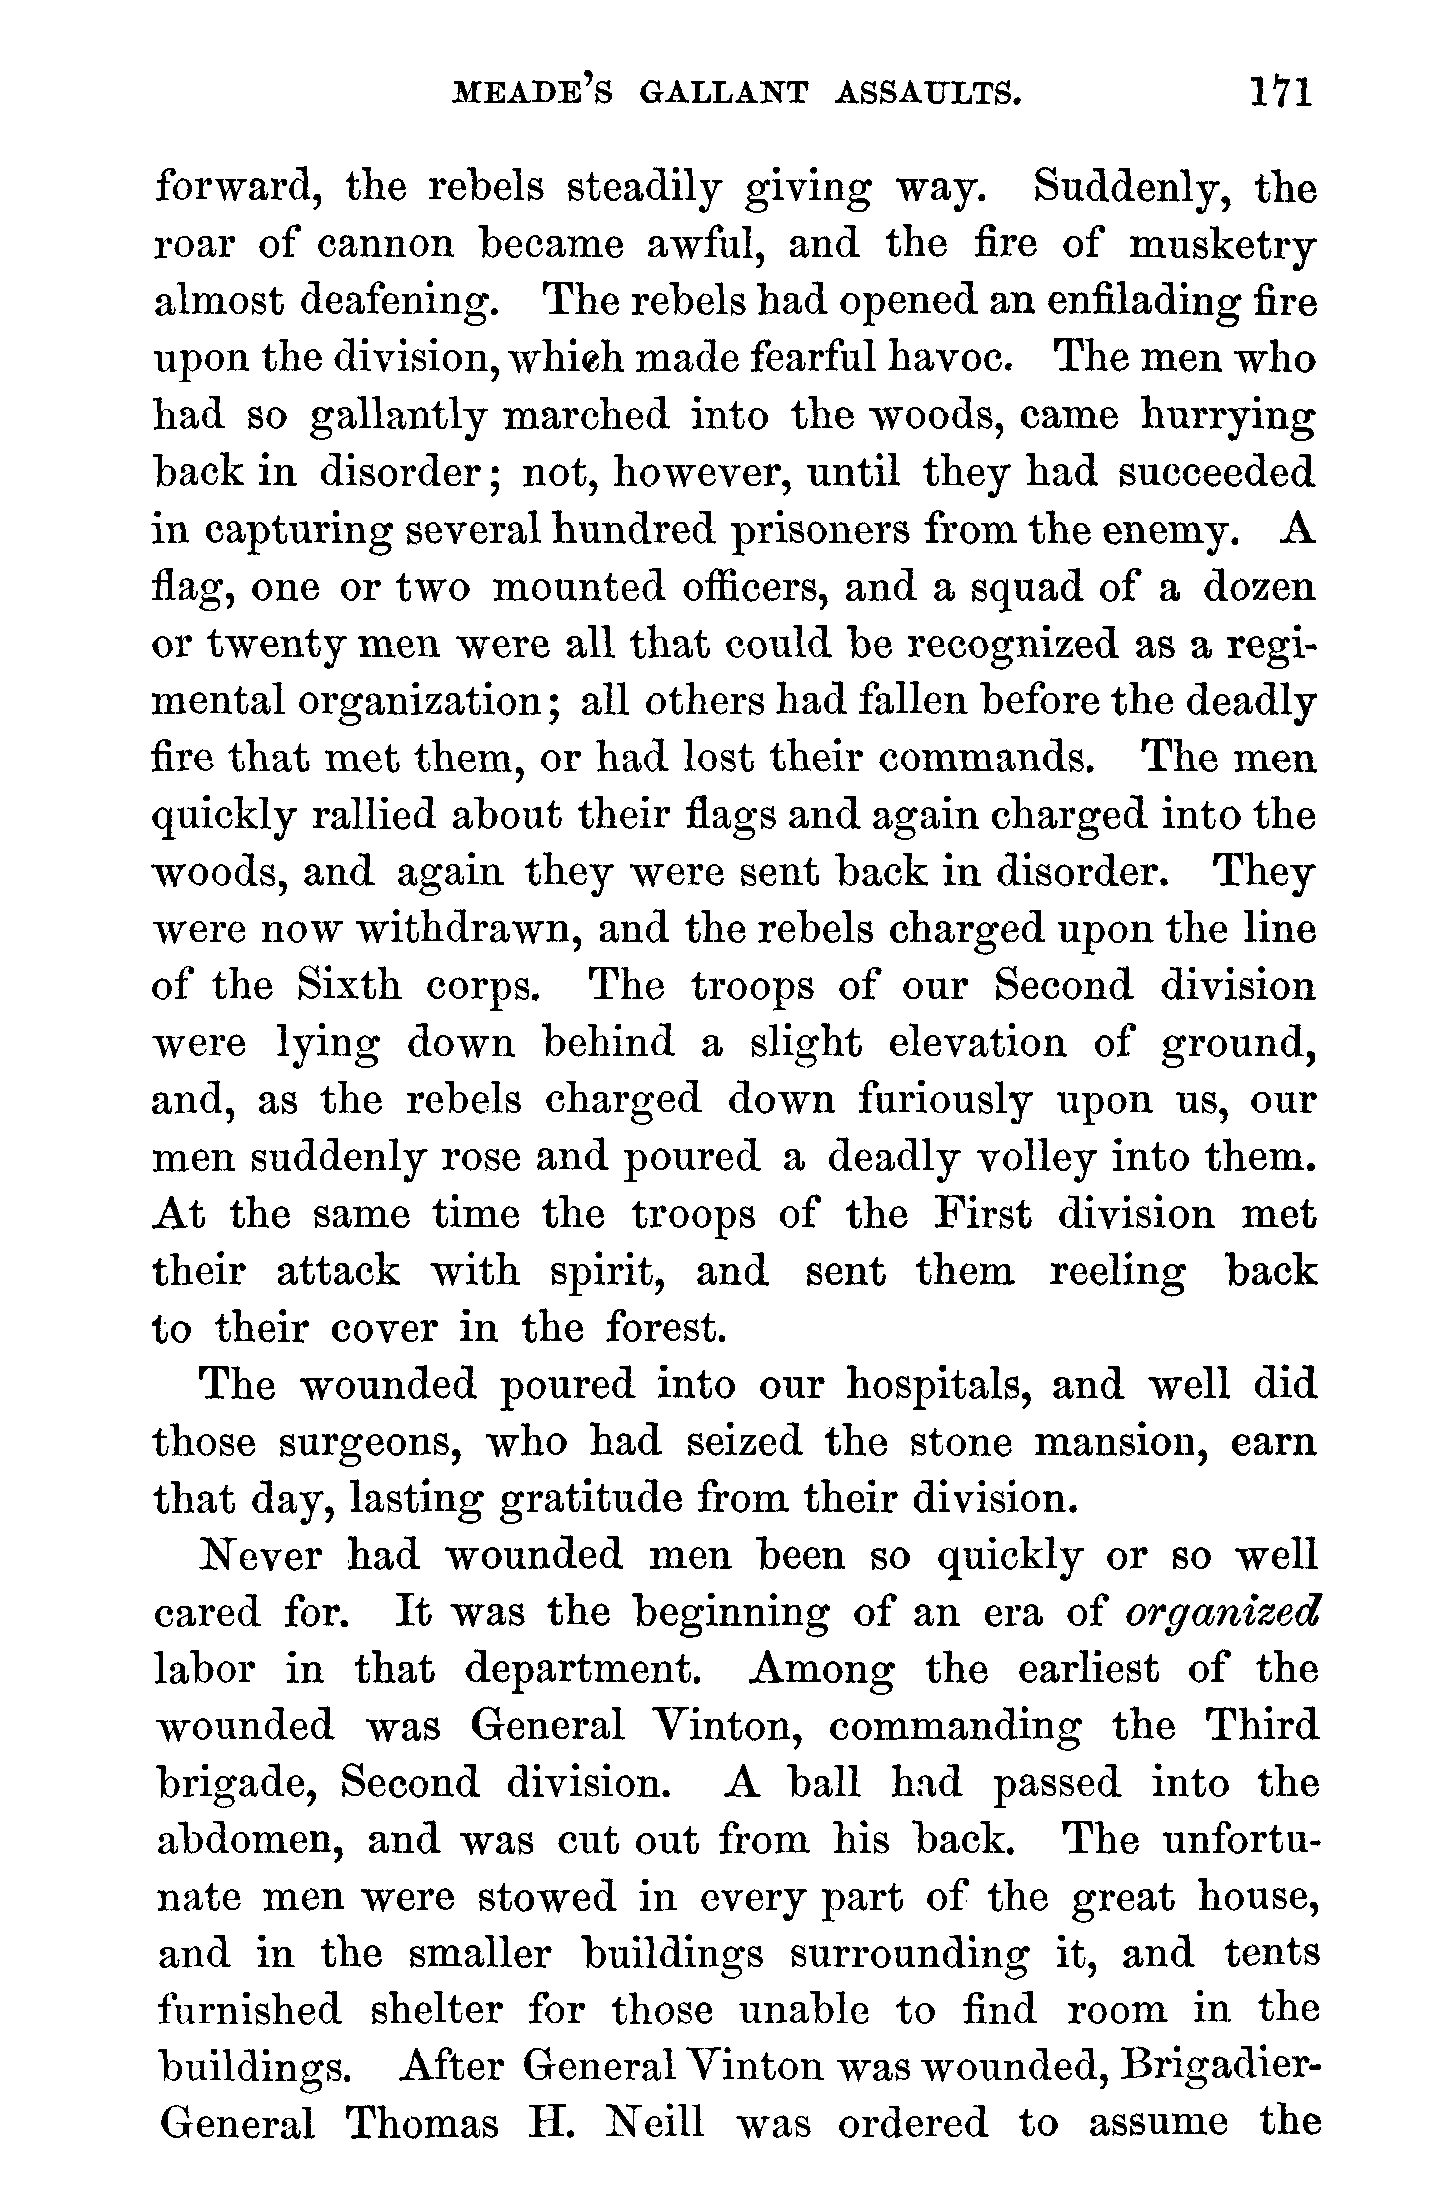 MEADE'S GALLANT ASSAULTS. 171
forward, the rebels steadily giving way. Suddenly, the
roar of cannon became awful, and the fire of musketry
almost deafening. The rebels had opened an enfilading fire
upon the division, which made fearful havoc. The men who
had so gallantly marched into the woods, came hurrying
back in disorder; not, however, until they had succeeded
in capturing several hundred prisoners from the enemy. A
flag, one or two mounted officers, and a squad of a dozen
or twenty men were all that could be recognized as a regi-
mental organization; all others had fallen before the deadly
fire that met them, or had lost their commands. The men
quickly rallied about their flags and again charged into the
woods, and again they were sent back in disorder. They
were now withdrawn, and the rebels charged upon the line
of the Sixth corps. The troops of our Second division
were lying down behind a slight elevation of ground,
and, as the rebels charged down furiously upon us, our
men suddenly rose and poured a deadly volley into them.
At the same time the troops of the First division met
their attack with spirit, and sent them reeling back
to their cover in the forest.
The wounded poured into our hospitals, and well did
those surgeons, who had seized the stone mansion, earn
that day, lasting gratitude from their division.
Never had wounded men been so quickly or so well
cared for. It was the beginning of an era of organized
labor in that department. Among the earliest of the
wounded was General Vinton, commanding the Third
brigade, Second division. A ball had passed into the
abdomen, and was cut out from his back. The unfortu-
nate men were stowed in every part of the great house,
and in the smaller buildings surrounding it, and tents
furnished shelter for those unable to find room in the
buildings. After General Vinton was wounded, Brigadier-
General Thomas H. Neill was ordered to assume the